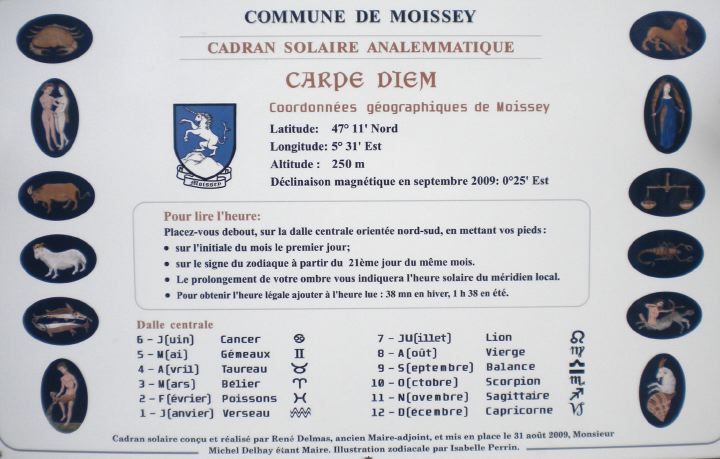 COMMUNE DE MOISSEY
CADRAN SOLAIRE ANALEMMATIQUE
CARPE DIEM
Coordonnées géographiques de Moissey
Latitude: 47° 11' Nord
Longitude: 5° 31' Est
Altitude : 250 m
Déclinaison magnétique en septembre 2009: 0°25' Est
Moissey
Pour lire l'heure:
Placez-vous debout, sur la dalle centrale orientée nord-sud, en mettant vos pieds :
• sur l'initiale du mois le premier jour;
• sur le signe du zodiaque à partir du 21ème jour du même mois.
• Le prolongement de votre ombre vous indiquera l'heure solaire du méridien local.
• Pour obtenir l'heure légale ajouter à l'heure lue : 38 mn en hiver, 1 h 38 en été.
Dalle centrale
6 - J(uin) Cancer ♋
5 - M(ai) Gémeaux ♊
4 - A(vril) Taureau ♉
3 - M(ars) Bélier ♈
2 - F(évrier) Poissons ♓
1 - J(anvier) Verseau ♒
7 - JU(illet) Lion ♌
8 - A(oût) Vierge ♍
9 - S(eptembre) Balance ♎
10 - O(ctobre) Scorpion ♏
11 - N(ovembre) Sagittaire ♐
12 - D(écembre) Capricorne ♑
Cadran solaire conçu et réalisé par René Delmas, ancien Maire-adjoint, et mis en place le 31 août 2009, Monsieur
Michel Delhay étant Maire. Illustration zodiacale par Isabelle Perrin.